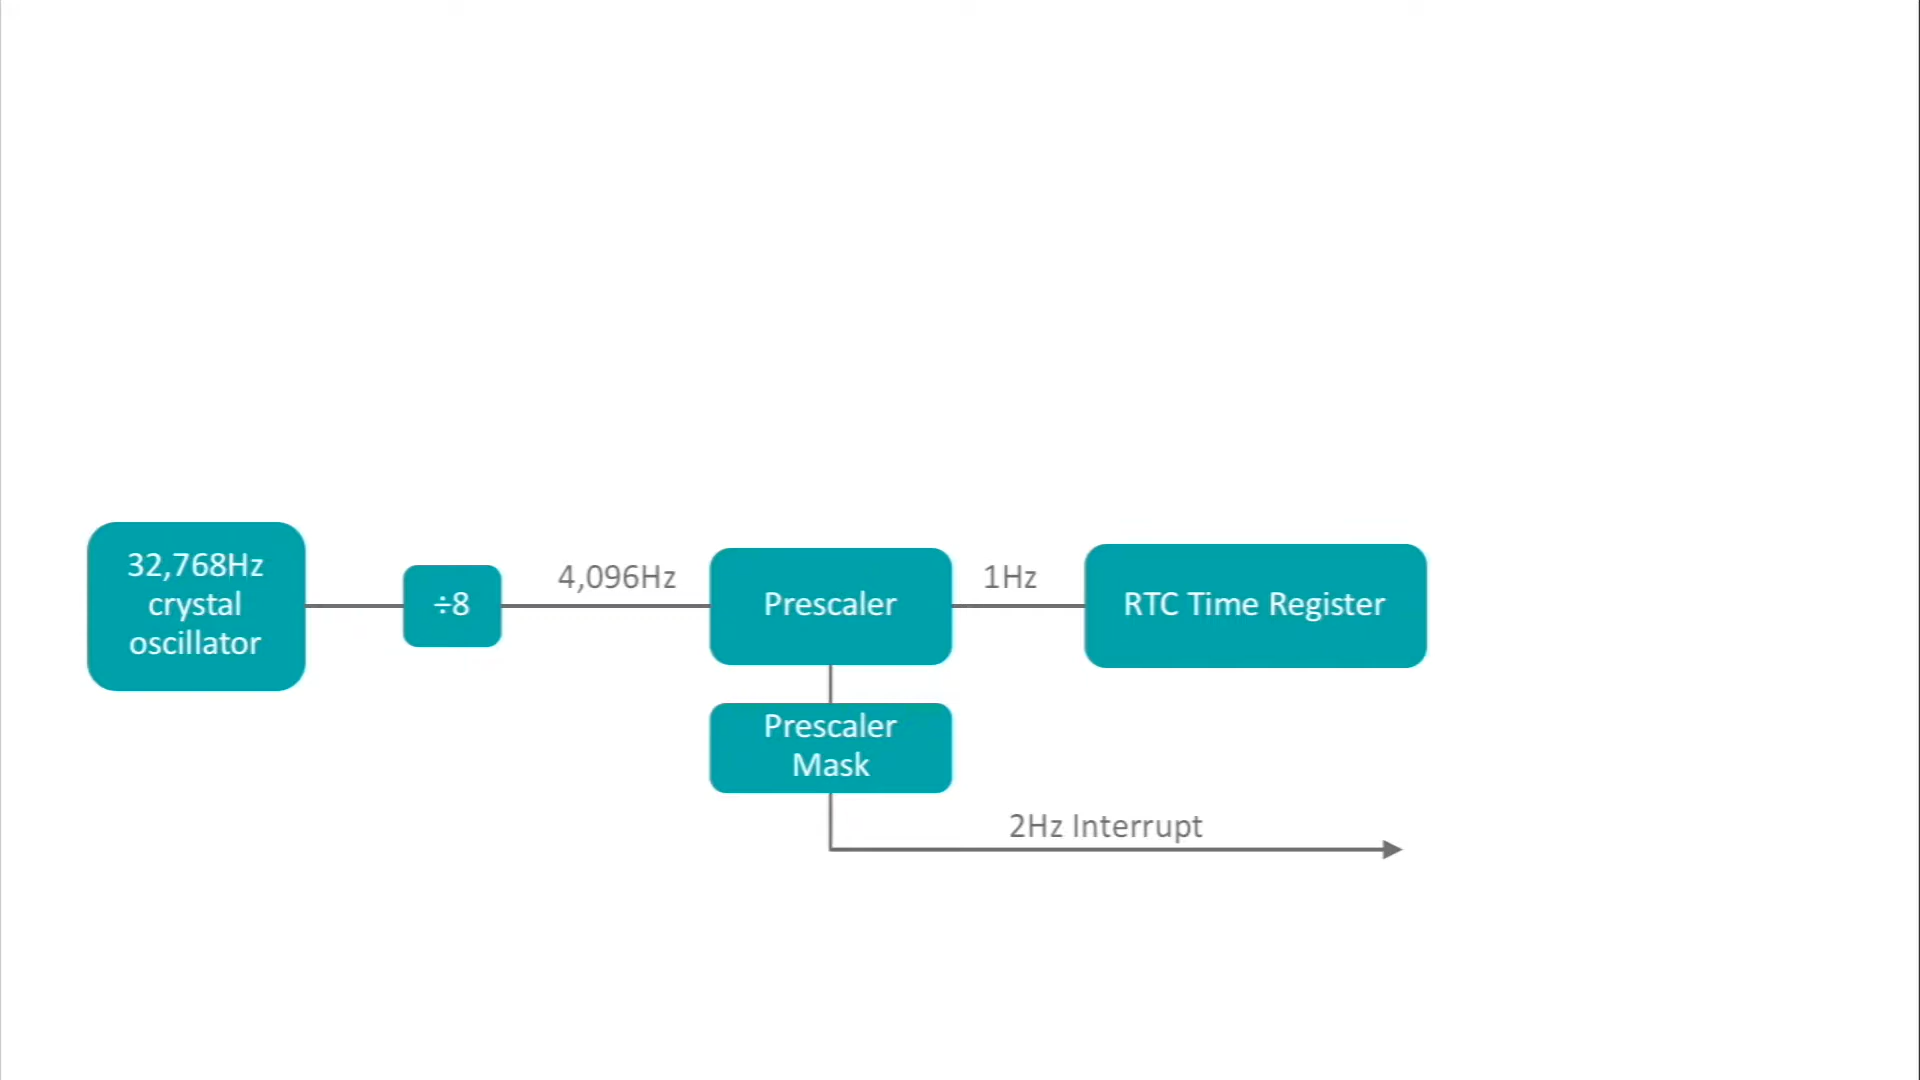 32,768Hz
crystal
oscillator
÷8
4,096Hz
Prescaler
1Hz
RTC Time Register
Prescaler
Mask
2Hz Interrupt